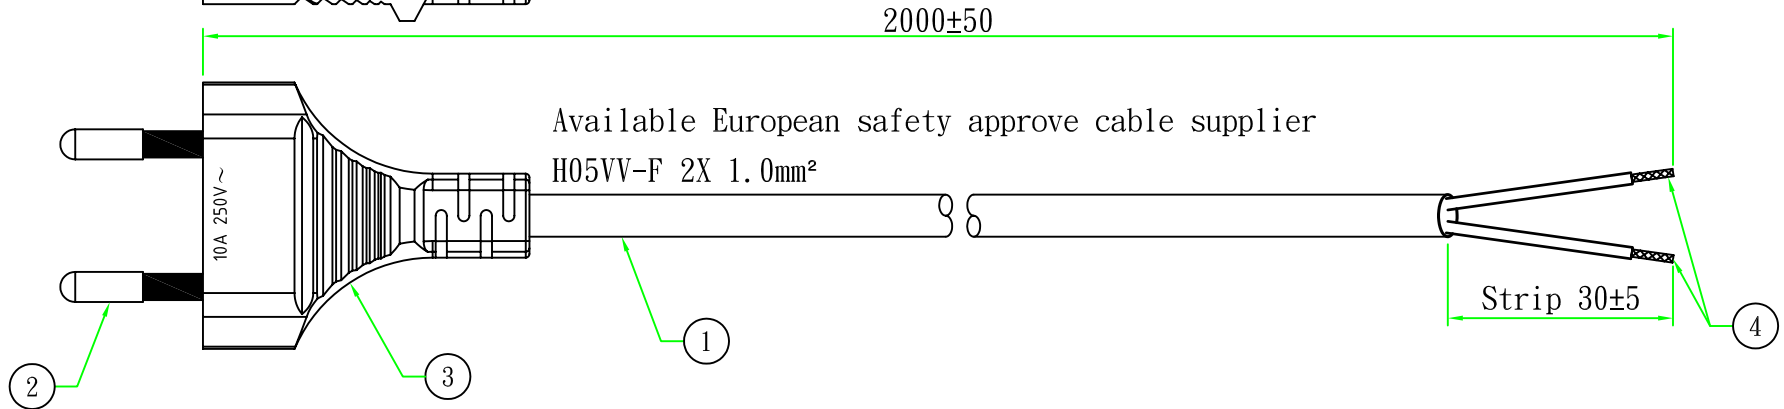 2000±50
Available European safety approve cable supplier
H05VV-F 2X 1.0mm²
10A 250V~
Strip 30±5
1
4
3
2